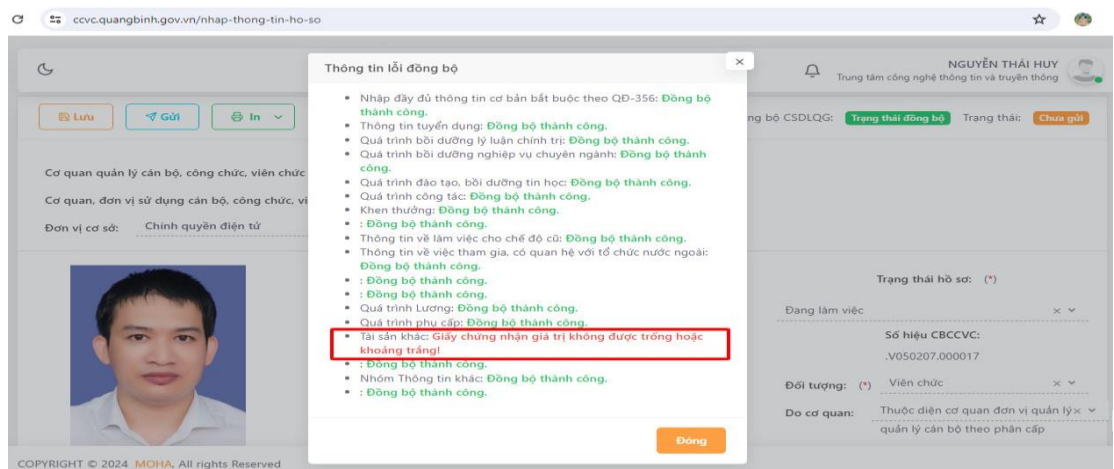 ccvc.quangbinh.gov.vn/nhap-thong-tin-ho-so
NGUYỄN THÁI HUY
Trung tâm công nghệ thông tin và truyền thông
Lưu
Gửi
In
ng bộ CSDLQG: Trạng thái đồng bộ Trạng thái: Chưa gửi
Cơ quan quản lý cán bộ, công chức, viên chức
Cơ quan, đơn vị sử dụng cán bộ, công chức, vi
Đơn vị cơ sở: Chính quyền điện tử
Thông tin lỗi đồng bộ
×
Nhập đầy đủ thông tin cơ bản bắt buộc theo QĐ-356: Đồng bộ
thành công.
Thông tin tuyển dụng: Đồng bộ thành công.
Quá trình bồi dưỡng lý luận chính trị: Đồng bộ thành công.
Quá trình bồi dưỡng nghiệp vụ chuyên ngành: Đồng bộ thành
công.
Quá trình đào tạo, bồi dưỡng tin học: Đồng bộ thành công.
Quá trình công tác: Đồng bộ thành công.
Khen thưởng: Đồng bộ thành công.
: Đồng bộ thành công.
Thông tin về làm việc cho chế độ cũ: Đồng bộ thành công.
Thông tin về việc tham gia, có quan hệ với tổ chức nước ngoài:
Đồng bộ thành công.
: Đồng bộ thành công.
: Đồng bộ thành công.
Quá trình Lương: Đồng bộ thành công.
Quá trình phụ cấp: Đồng bộ thành công.
Tài sản khác: Giấy chứng nhận giá trị không được trống hoặc
khoảng trắng!
: Đồng bộ thành công.
Nhóm Thông tin khác: Đồng bộ thành công.
: Đồng bộ thành công.
Đóng
Trạng thái hồ sơ: (*)
Đang làm việc
Số hiệu CBCCVC:
.V050207.000017
Đối tượng: (*) Viên chức
Do cơ quan: Thuộc diện cơ quan đơn vị quản lý
quản lý cán bộ theo phân cấp
COPYRIGHT © 2024 MOHA, All rights Reserved